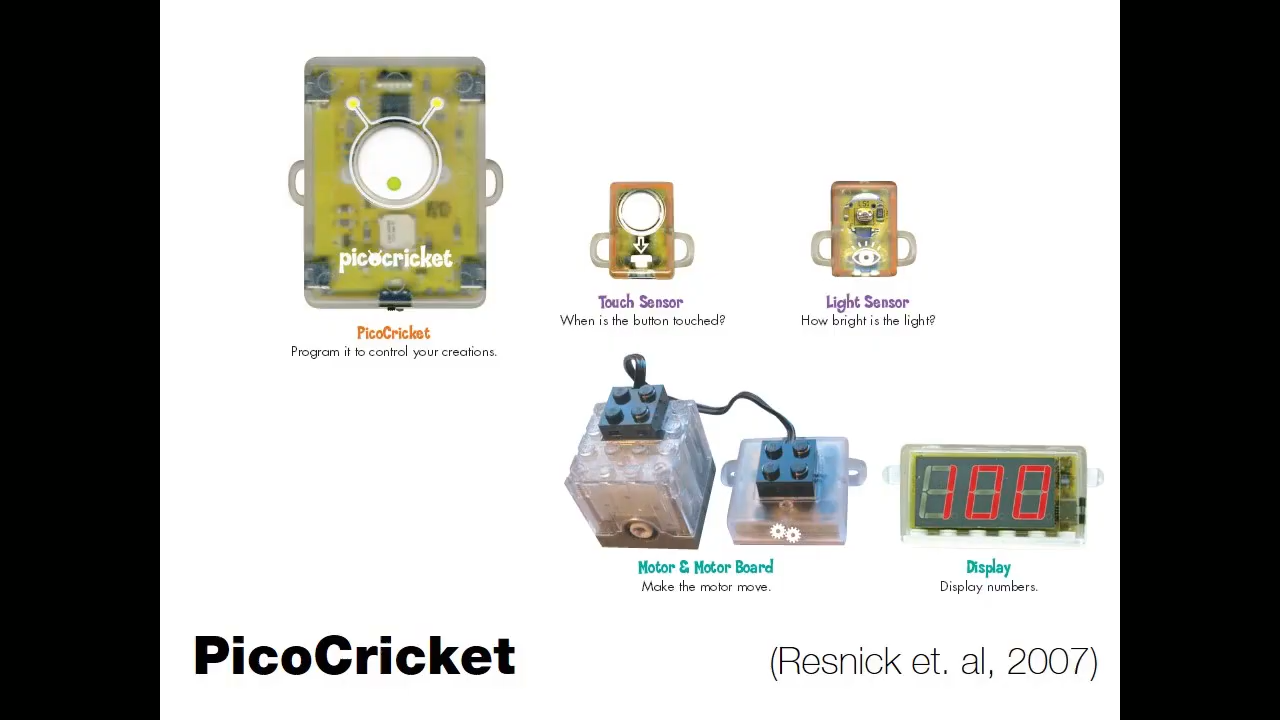 picocricket
PicoCricket
Program it to control your creations.
Touch Sensor
When is the button touched?
Light Sensor
How bright is the light?
Motor & Motor Board
Make the motor move.
100
Display
Display numbers.
PicoCricket
(Resnick et. al, 2007)